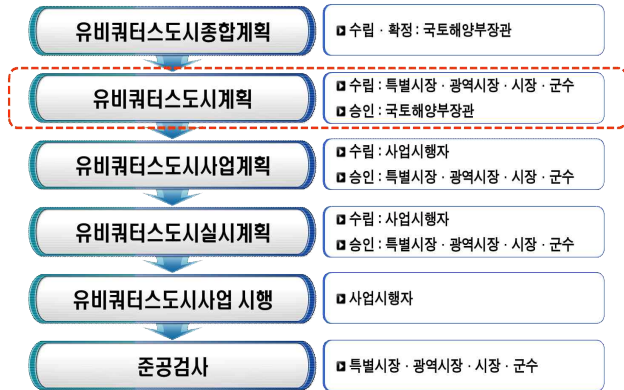 유비쿼터스도시종합계획
수립 · 확정 : 국토해양부장관
유비쿼터스도시계획
수립 : 특별시장 · 광역시장 · 시장 · 군수
승인 : 국토해양부장관
유비쿼터스도시사업계획
수립 : 사업시행자
승인 : 특별시장 · 광역시장 · 시장 · 군수
유비쿼터스도시실시계획
수립 : 사업시행자
승인 : 특별시장 · 광역시장 · 시장 · 군수
유비쿼터스도시사업 시행
사업시행자
준공검사
특별시장 · 광역시장 · 시장 · 군수